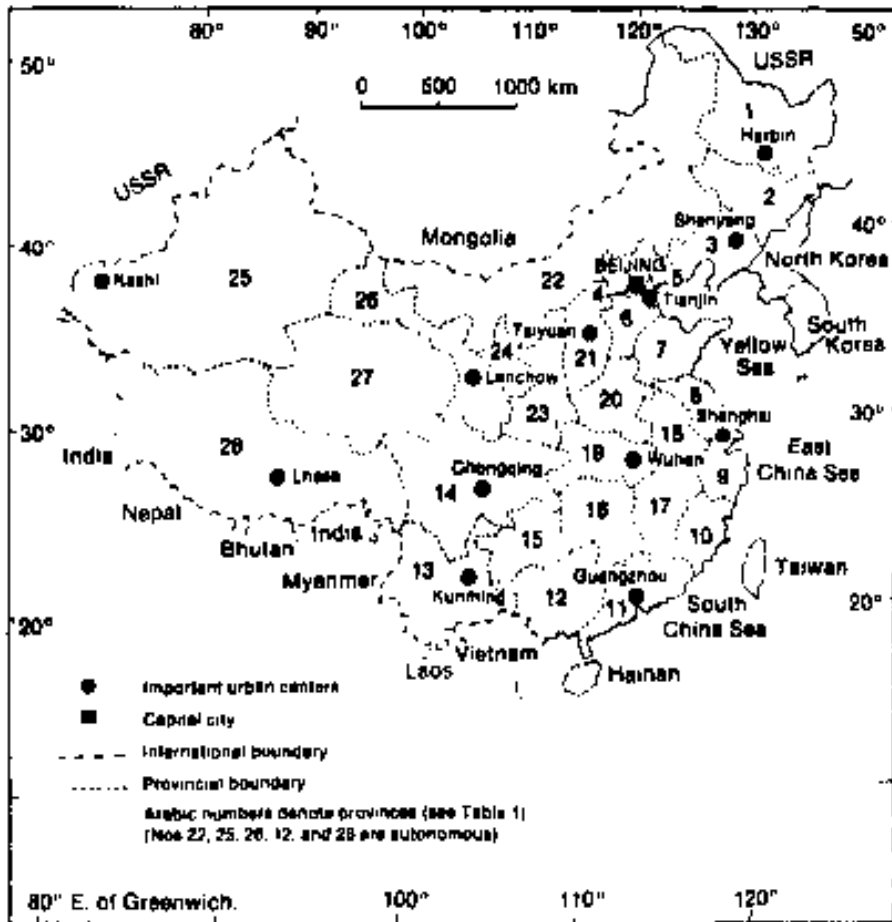 80° 90° 100° 110° 120° 130° 50°
50°
USSR
0 500 1000 km
1
Harbin
USSR
2
Shenyang
40°
40°
Mongolia
3
North Korea
25
22
BEIJING
5
Kashi
26
4
Tianjin
6
Taiyuan
South
Korea
24
21
7
Yellow
Sea
27
Lanchow
20
8
23
Shanghai
30°
30°
28
18
Wuhan
East
China Sea
India
Lhasa
Chongqing
9
14
Nepal
16
17
India
15
10
Bhutan
13
Taiwan
Myanmar
Guangzhou
Kunming
12
11
South
China Sea
20°
20°
Vietnam
Laos
Hainan
Important urban centers
Capital city
International boundary
Provincial boundary
Arabic numbers denote provinces (see Table 1)
(Nos 22, 25, 26, 12, and 28 are autonomous)
80° E. of Greenwich. 100° 110° 120°